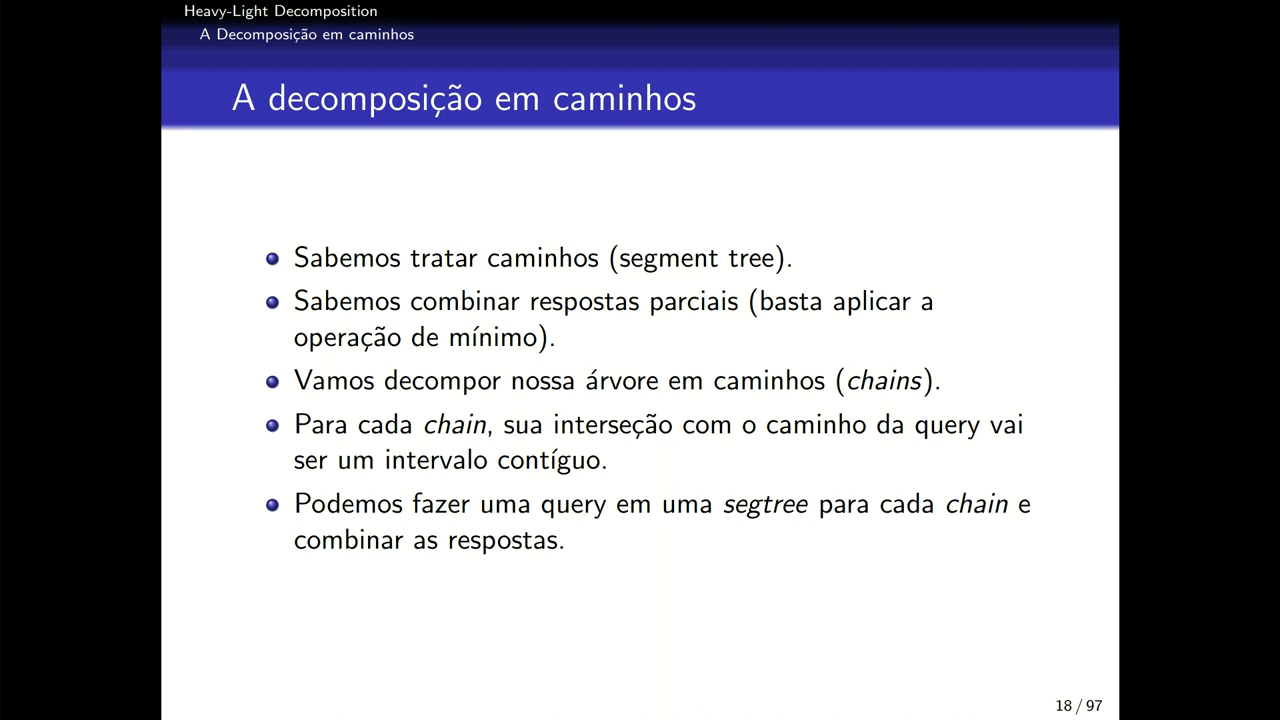 Heavy-Light Decomposition
A Decomposição em caminhos
A decomposição em caminhos
Sabemos tratar caminhos (segment tree).
Sabemos combinar respostas parciais (basta aplicar a
operação de mínimo).
Vamos decompor nossa árvore em caminhos (chains).
Para cada chain, sua interseção com o caminho da query vai
ser um intervalo contíguo.
Podemos fazer uma query em uma segtree para cada chain e
combinar as respostas.
18 / 97